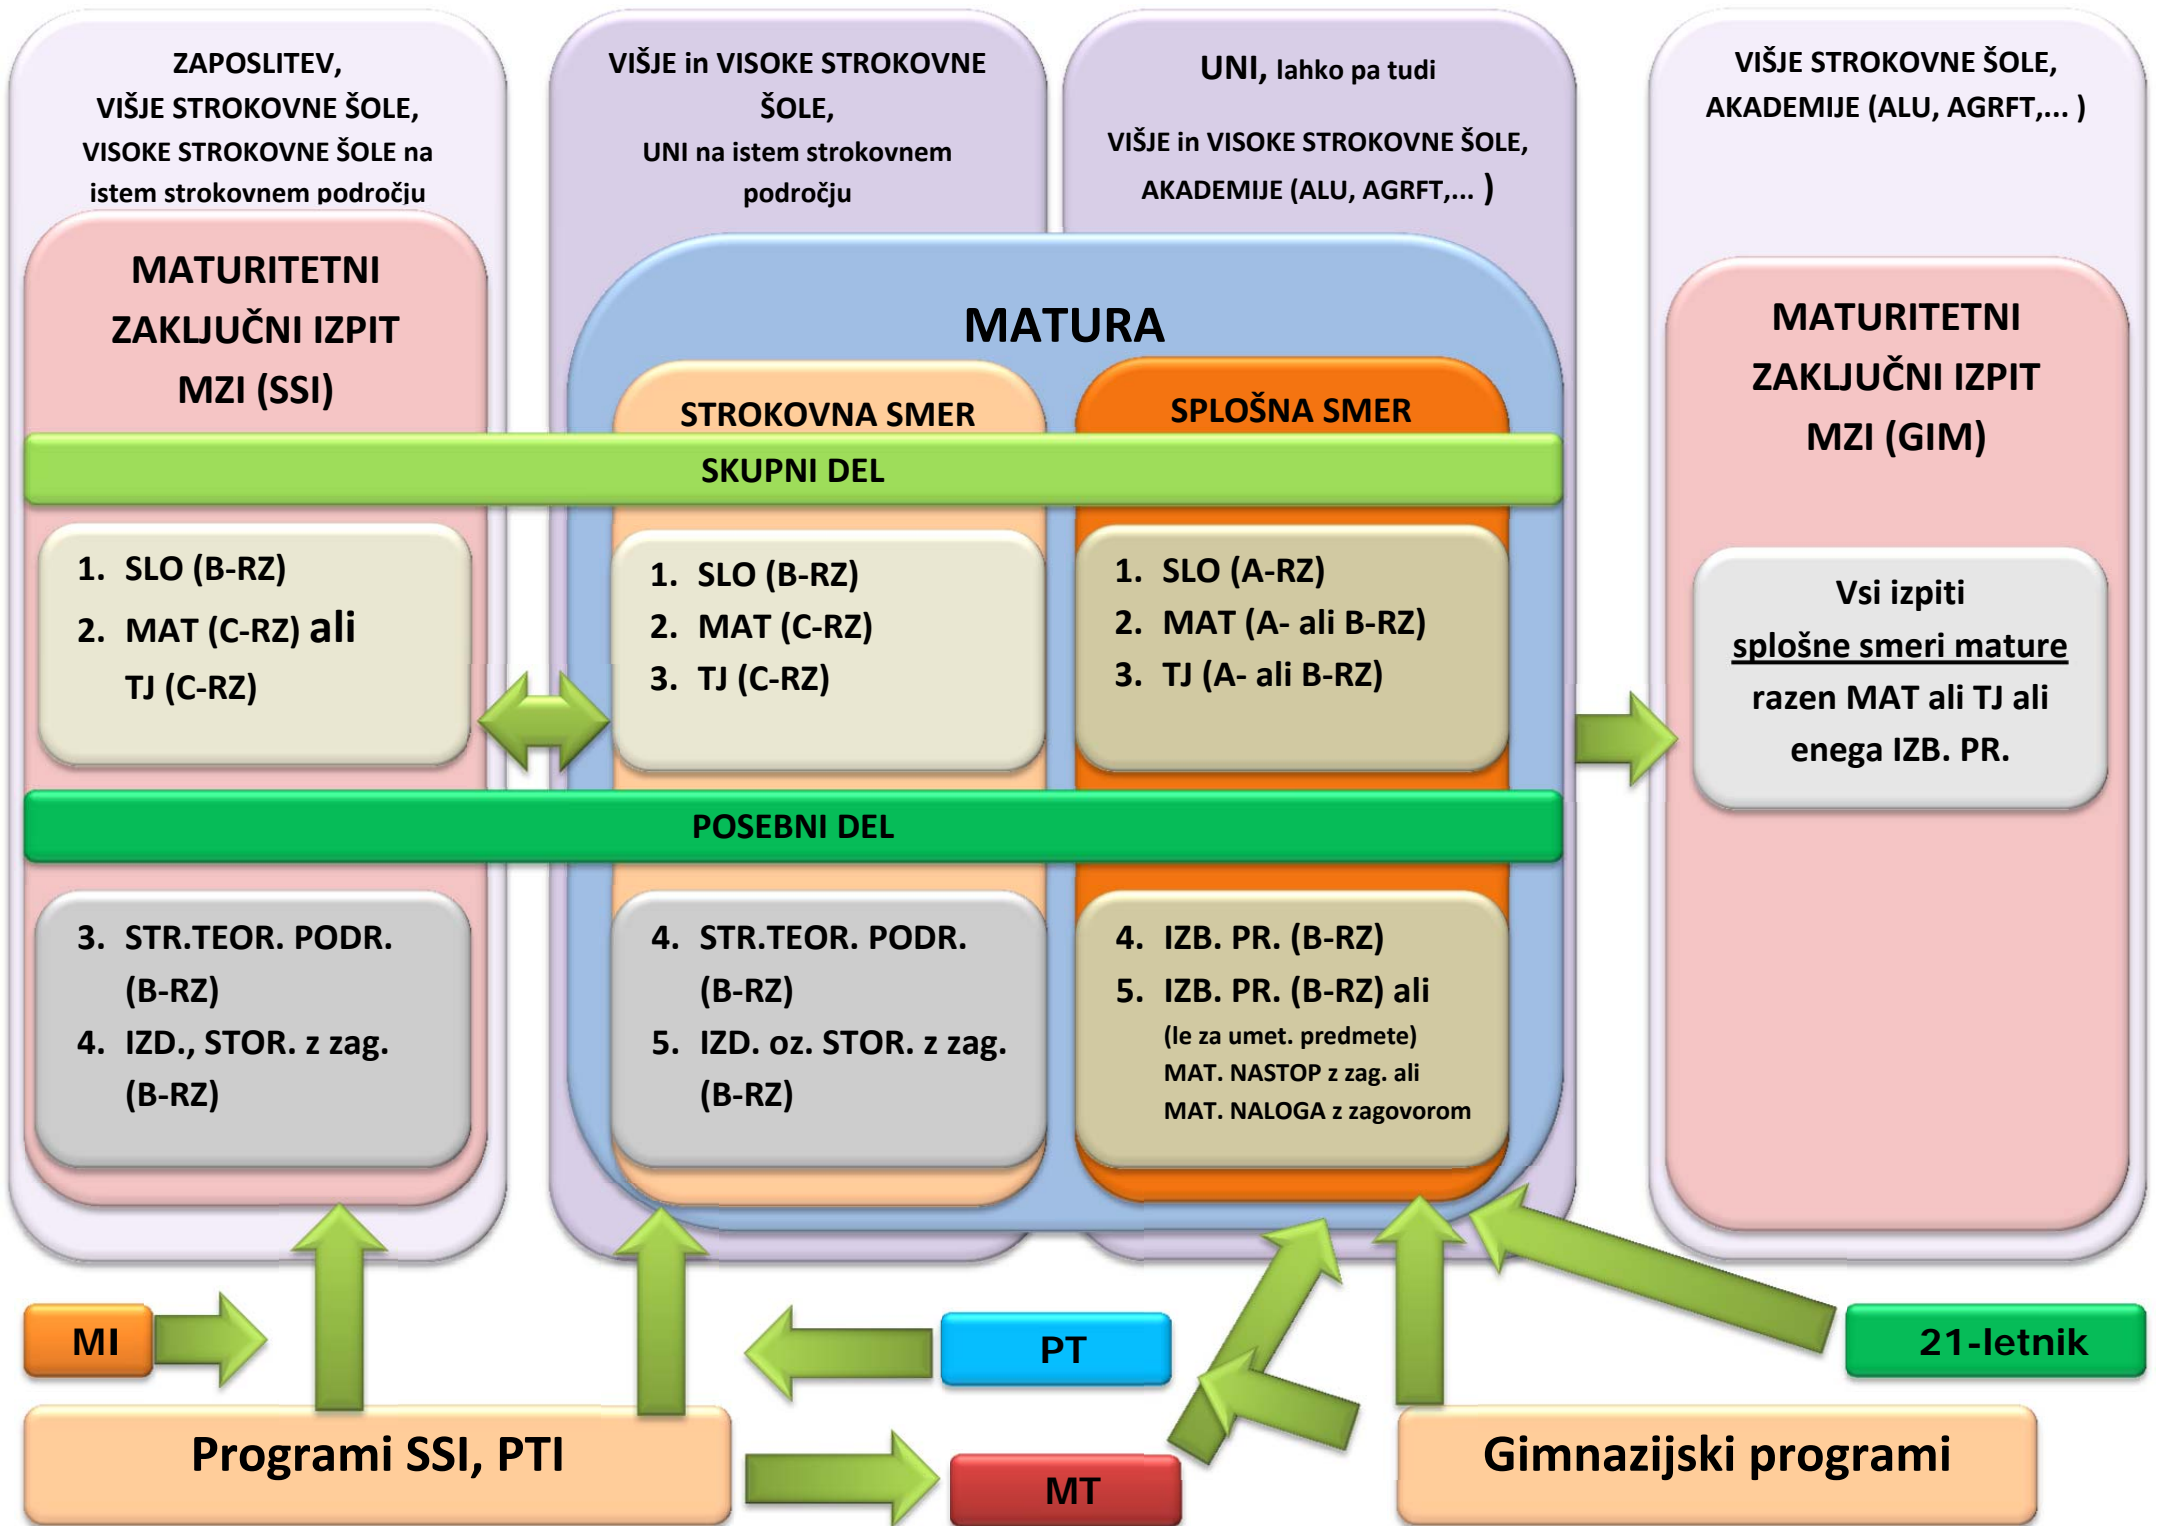 ZAPOSLITEV,
VIŠJE STROKOVNE ŠOLE,
VISOKE STROKOVNE ŠOLE na
istem strokovnem področju
VIŠJE in VISOKE STROKOVNE
ŠOLE,
UNI na istem strokovnem
področju
UNI, lahko pa tudi
VIŠJE in VISOKE STROKOVNE ŠOLE,
AKADEMIJE (ALU, AGRFT,... )
VIŠJE STROKOVNE ŠOLE,
AKADEMIJE (ALU, AGRFT,... )
MATURITETNI
ZAKLJUČNI IZPIT
MZI (SSI)
MATURA
STROKOVNA SMER
SPLOŠNA SMER
MATURITETNI
ZAKLJUČNI IZPIT
MZI (GIM)
SKUPNI DEL
1. SLO (B-RZ)
2. MAT (C-RZ) ali
TJ (C-RZ)
1. SLO (B-RZ)
2. MAT (C-RZ)
3. TJ (C-RZ)
1. SLO (A-RZ)
2. MAT (A- ali B-RZ)
3. TJ (A- ali B-RZ)
Vsi izpiti
splošne smeri mature
razen MAT ali TJ ali
enega IZB. PR.
POSEBNI DEL
3. STR.TEOR. PODR.
(B-RZ)
4. IZD., STOR. z zag.
(B-RZ)
4. STR.TEOR. PODR.
(B-RZ)
5. IZD. oz. STOR. z zag.
(B-RZ)
4. IZB. PR. (B-RZ)
5. IZB. PR. (B-RZ) ali
(le za umet. predmete)
MAT. NASTOP z zag. ali
MAT. NALOGA z zagovorom
MI
PT
21-letnik
Programi SSI, PTI
MT
Gimnazijski programi